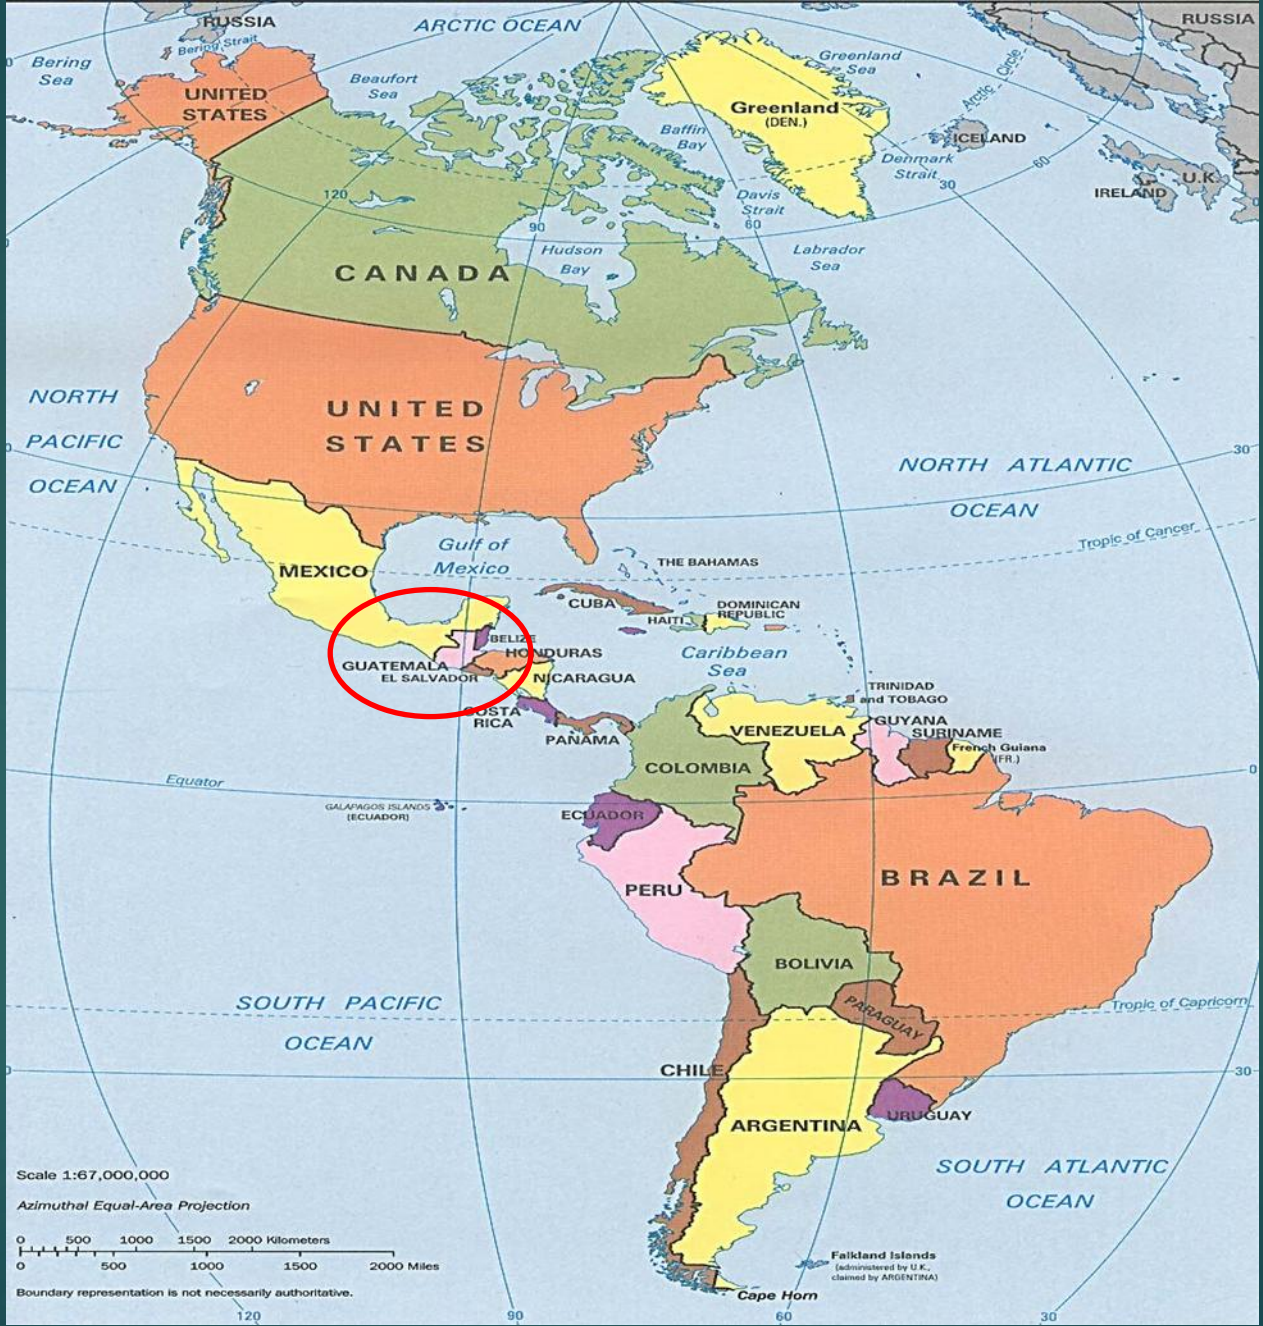 RUSSIA
ARCTIC OCEAN
RUSSIA
Bering Strait
Bering
Sea
Beaufort
Sea
Greenland
Sea
Arctic Circle
UNITED
STATES
Greenland
(DEN.)
Baffin
Bay
ICELAND
Denmark
Strait
60
U.K.
IRELAND
30
120
Davis
Strait
60
90
Hudson
Bay
Labrador
Sea
CANADA
NORTH
PACIFIC
OCEAN
UNITED
STATES
30
NORTH ATLANTIC
OCEAN
Tropic of Cancer
Gulf of
Mexico
MEXICO
THE BAHAMAS
CUBA
DOMINICAN
REPUBLIC
HAITI
BELIZE
HONDURAS
Caribbean
Sea
GUATEMALA
EL SALVADOR
NICARAGUA
TRINIDAD
and TOBAGO
COSTA
RICA
PANAMA
VENEZUELA
GUYANA
SURINAME
French Guiana
(FR.)
COLOMBIA
0
Equator
GALAPAGOS ISLANDS
(ECUADOR)
ECUADOR
PERU
BRAZIL
BOLIVIA
SOUTH PACIFIC
OCEAN
PARAGUAY
Tropic of Capricorn
CHILE
30
30
URUGUAY
ARGENTINA
SOUTH ATLANTIC
OCEAN
Scale 1:67,000,000
Azimuthal Equal-Area Projection
0 500 1000 1500 2000 Kilometers
0 500 1000 1500 2000 Miles
Boundary representation is not necessarily authoritative.
Falkland Islands
(administered by U.K.,
claimed by ARGENTINA)
Cape Horn
120
90
60
30